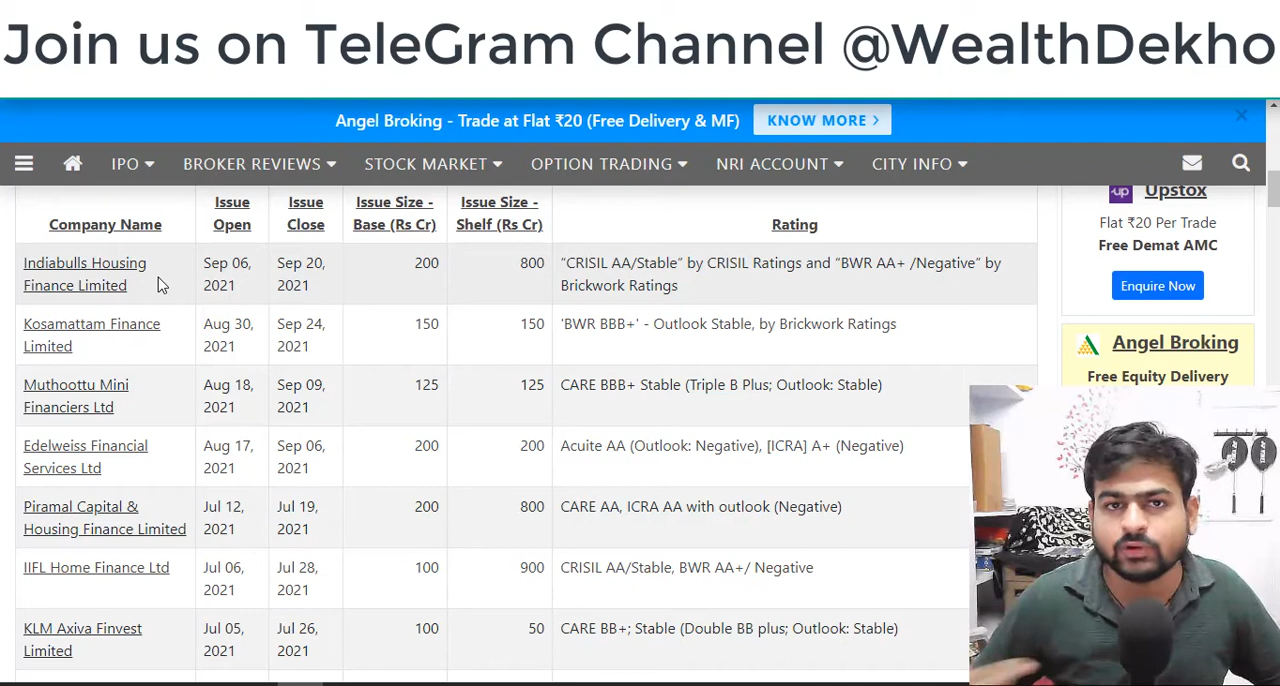 Join us on TeleGram Channel @WealthDekho
Angel Broking - Trade at Flat ₹20 (Free Delivery & MF)
KNOW MORE
IPO
BROKER REVIEWS
STOCK MARKET
OPTION TRADING
NRI ACCOUNT
CITY INFO
Company Name
Issue
Open
Issue
Close
Issue Size -
Base (Rs Cr)
Issue Size -
Shelf (Rs Cr)
Rating
Indiabulls Housing
Finance Limited
Sep 06,
2021
Sep 20,
2021
200
800
“CRISIL AA/Stable” by CRISIL Ratings and “BWR AA+ /Negative” by
Brickwork Ratings
Kosamattam Finance
Limited
Aug 30,
2021
Sep 24,
2021
150
150
'BWR BBB+' - Outlook Stable, by Brickwork Ratings
Muthoottu Mini
Financiers Ltd
Aug 18,
2021
Sep 09,
2021
125
125
CARE BBB+ Stable (Triple B Plus; Outlook: Stable)
Edelweiss Financial
Services Ltd
Aug 17,
2021
Sep 06,
2021
200
200
Acuite AA (Outlook: Negative), [ICRA] A+ (Negative)
Piramal Capital &
Housing Finance Limited
Jul 12,
2021
Jul 19,
2021
200
800
CARE AA, ICRA AA with outlook (Negative)
IIFL Home Finance Ltd
Jul 06,
2021
Jul 28,
2021
100
900
CRISIL AA/Stable, BWR AA+/ Negative
KLM Axiva Finvest
Limited
Jul 05,
2021
Jul 26,
2021
100
50
CARE BB+; Stable (Double BB plus; Outlook: Stable)
up
Upstox
Flat ₹20 Per Trade
Free Demat AMC
Enquire Now
Angel Broking
Free Equity Delivery